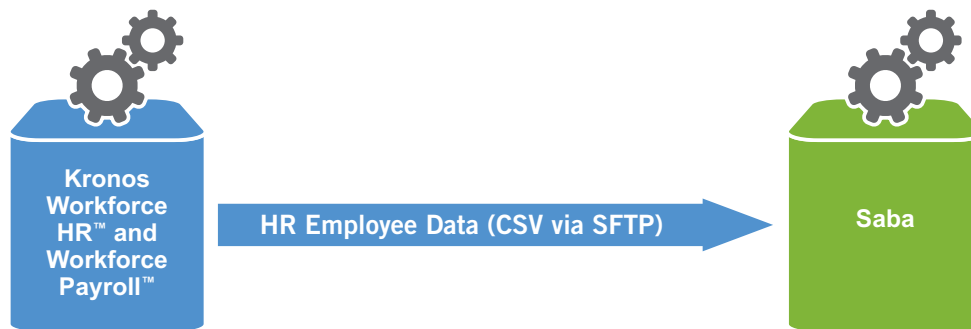 Kronos
Workforce
HR™ and
Workforce
Payroll™
HR Employee Data (CSV via SFTP)
Saba